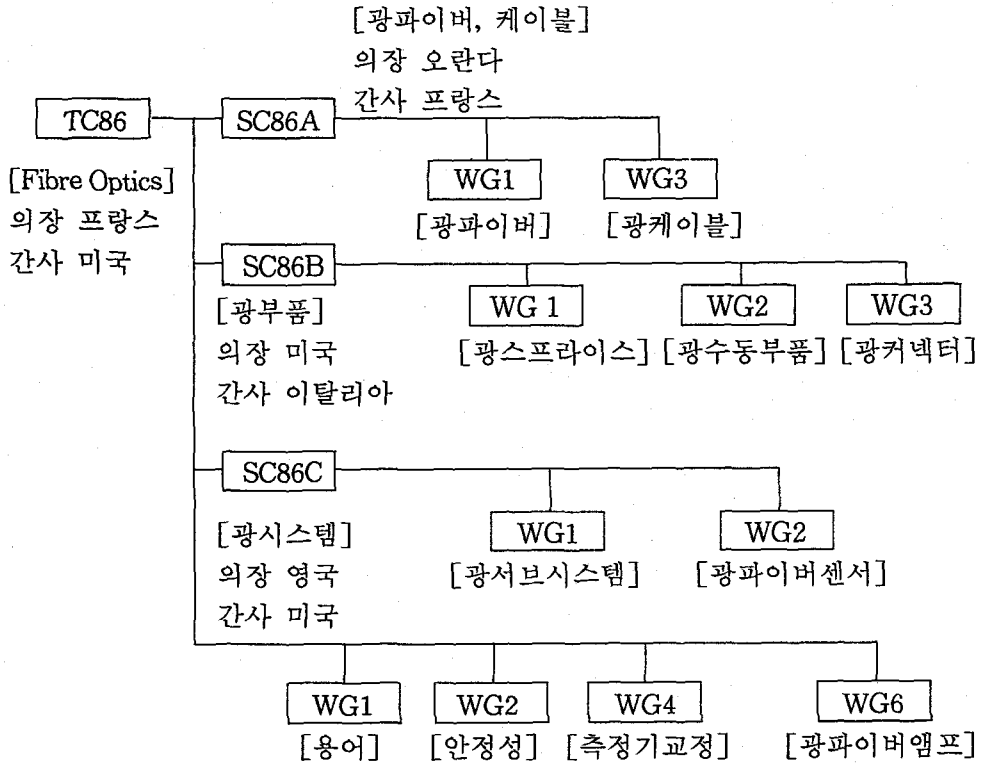 [광파이버, 케이블]
의장 오란다
간사 프랑스
TC86
SC86A
[Fibre Optics]
의장 프랑스
간사 미국
WG1
WG3
[광파이버]
[광케이블]
SC86B
[광부품]
의장 미국
간사 이탈리아
WG 1
WG2
WG3
[광스프라이스]
[광수동부품]
[광커넥터]
SC86C
[광시스템]
의장 영국
간사 미국
WG1
WG2
[광서브시스템]
[광파이버센서]
WG1
WG2
WG4
WG6
[용어]
[안정성]
[측정기교정]
[광파이버앰프]